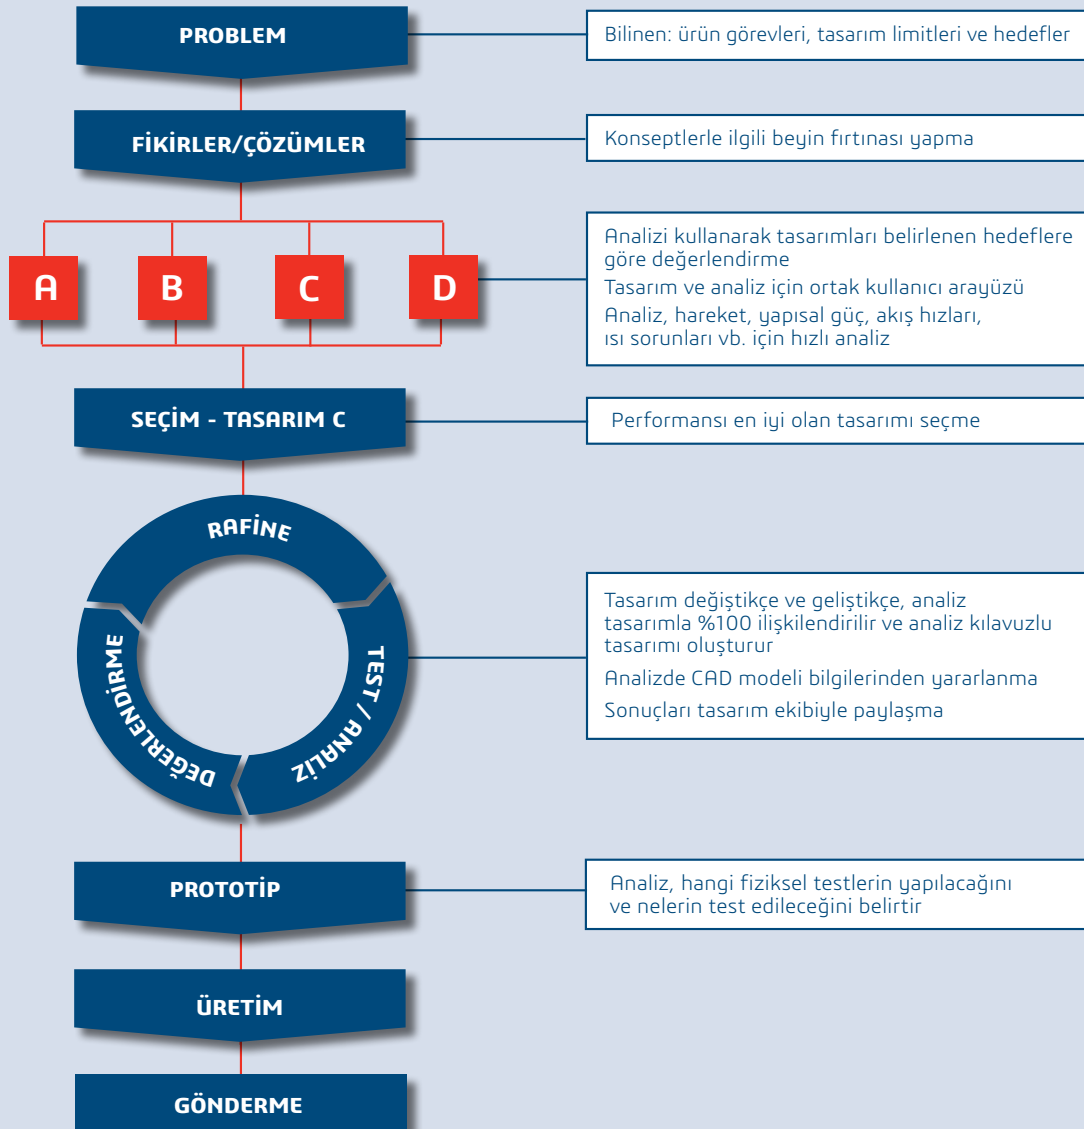 PROBLEM
Bilinen: ürün görevleri, tasarım limitleri ve hedefler
FİKİRLER/ÇÖZÜMLER
Konseptlerle ilgili beyin fırtınası yapma
A
B
C
D
Analizi kullanarak tasarımları belirlenen hedeflere
göre değerlendirme
Tasarım ve analiz için ortak kullanıcı arayüzü
Analiz, hareket, yapısal güç, akış hızları,
ısı sorunları vb. için hızlı analiz
SEÇİM - TASARIM C
Performansı en iyi olan tasarımı seçme
RAFİNE
TEST / ANALİZ
DEĞERLENDİRME
Tasarım değiştikçe ve geliştikçe, analiz
tasarımla %100 ilişkilendirilir ve analiz kılavuzlu
tasarımı oluşturur
Analizde CAD modeli bilgilerinden yararlanma
Sonuçları tasarım ekibiyle paylaşma
PROTOTİP
Analiz, hangi fiziksel testlerin yapılacağını
ve nelerin test edileceğini belirtir
ÜRETİM
GÖNDERME